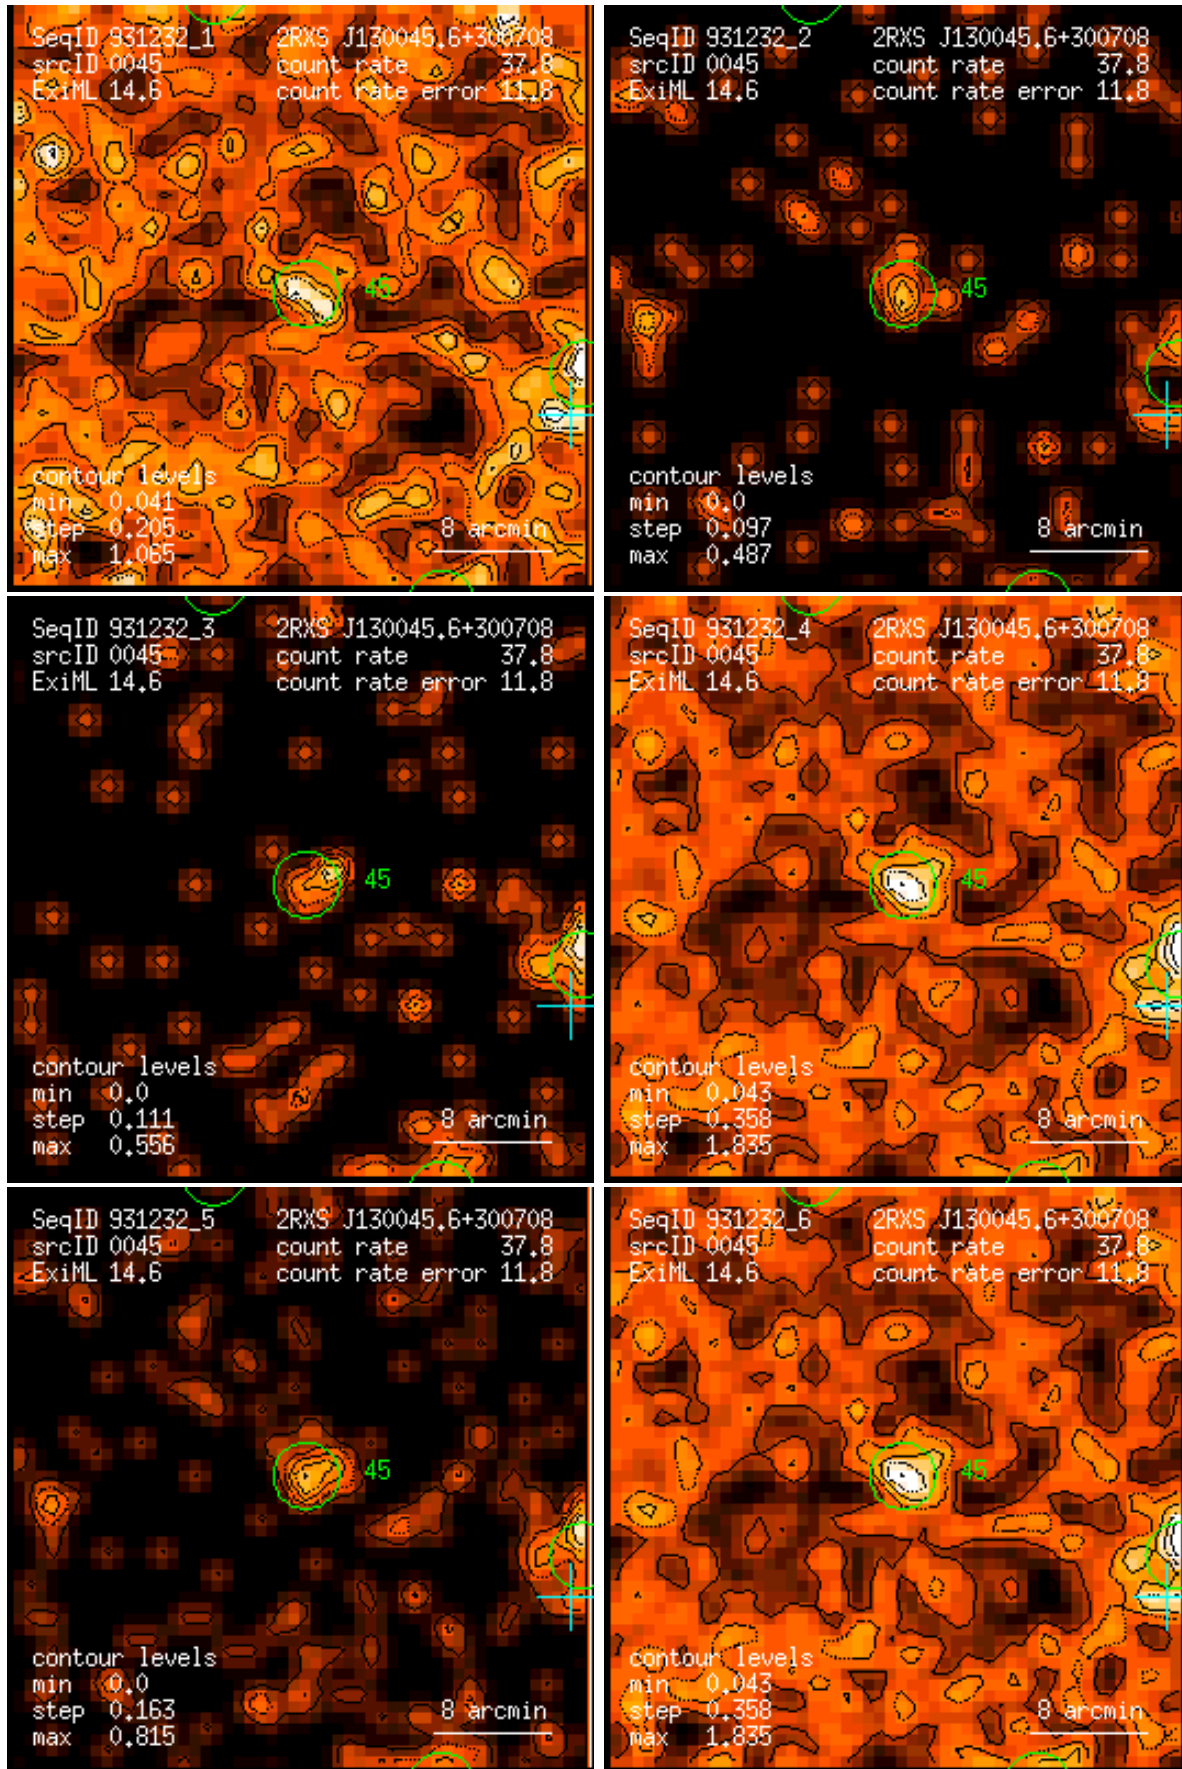 SeqID 931232_1 2RXS J130045.6+300708
srcID 0045 count rate 37.8
ExiML 14.6 count rate error 11.8
45
contour levels
min 0.041
step 0.205 8 arcmin
max 1.065
SeqID 931232_2 2RXS J130045.6+300708
srcID 0045 count rate 37.8
ExiML 14.6 count rate error 11.8
45
contour levels
min 0.0
step 0.097 8 arcmin
max 0.487
SeqID 931232_3 2RXS J130045.6+300708
srcID 0045 count rate 37.8
ExiML 14.6 count rate error 11.8
45
contour levels
min 0.0
step 0.111 8 arcmin
max 0.556
SeqID 931232_4 2RXS J130045.6+300708
srcID 0045 count rate 37.8
ExiML 14.6 count rate error 11.8
45
contour levels
min 0.043
step 0.358 8 arcmin
max 1.835
SeqID 931232_5 2RXS J130045.6+300708
srcID 0045 count rate 37.8
ExiML 14.6 count rate error 11.8
45
contour levels
min 0.0
step 0.163 8 arcmin
max 0.815
SeqID 931232_6 2RXS J130045.6+300708
srcID 0045 count rate 37.8
ExiML 14.6 count rate error 11.8
45
contour levels
min 0.043
step 0.358 8 arcmin
max 1.835